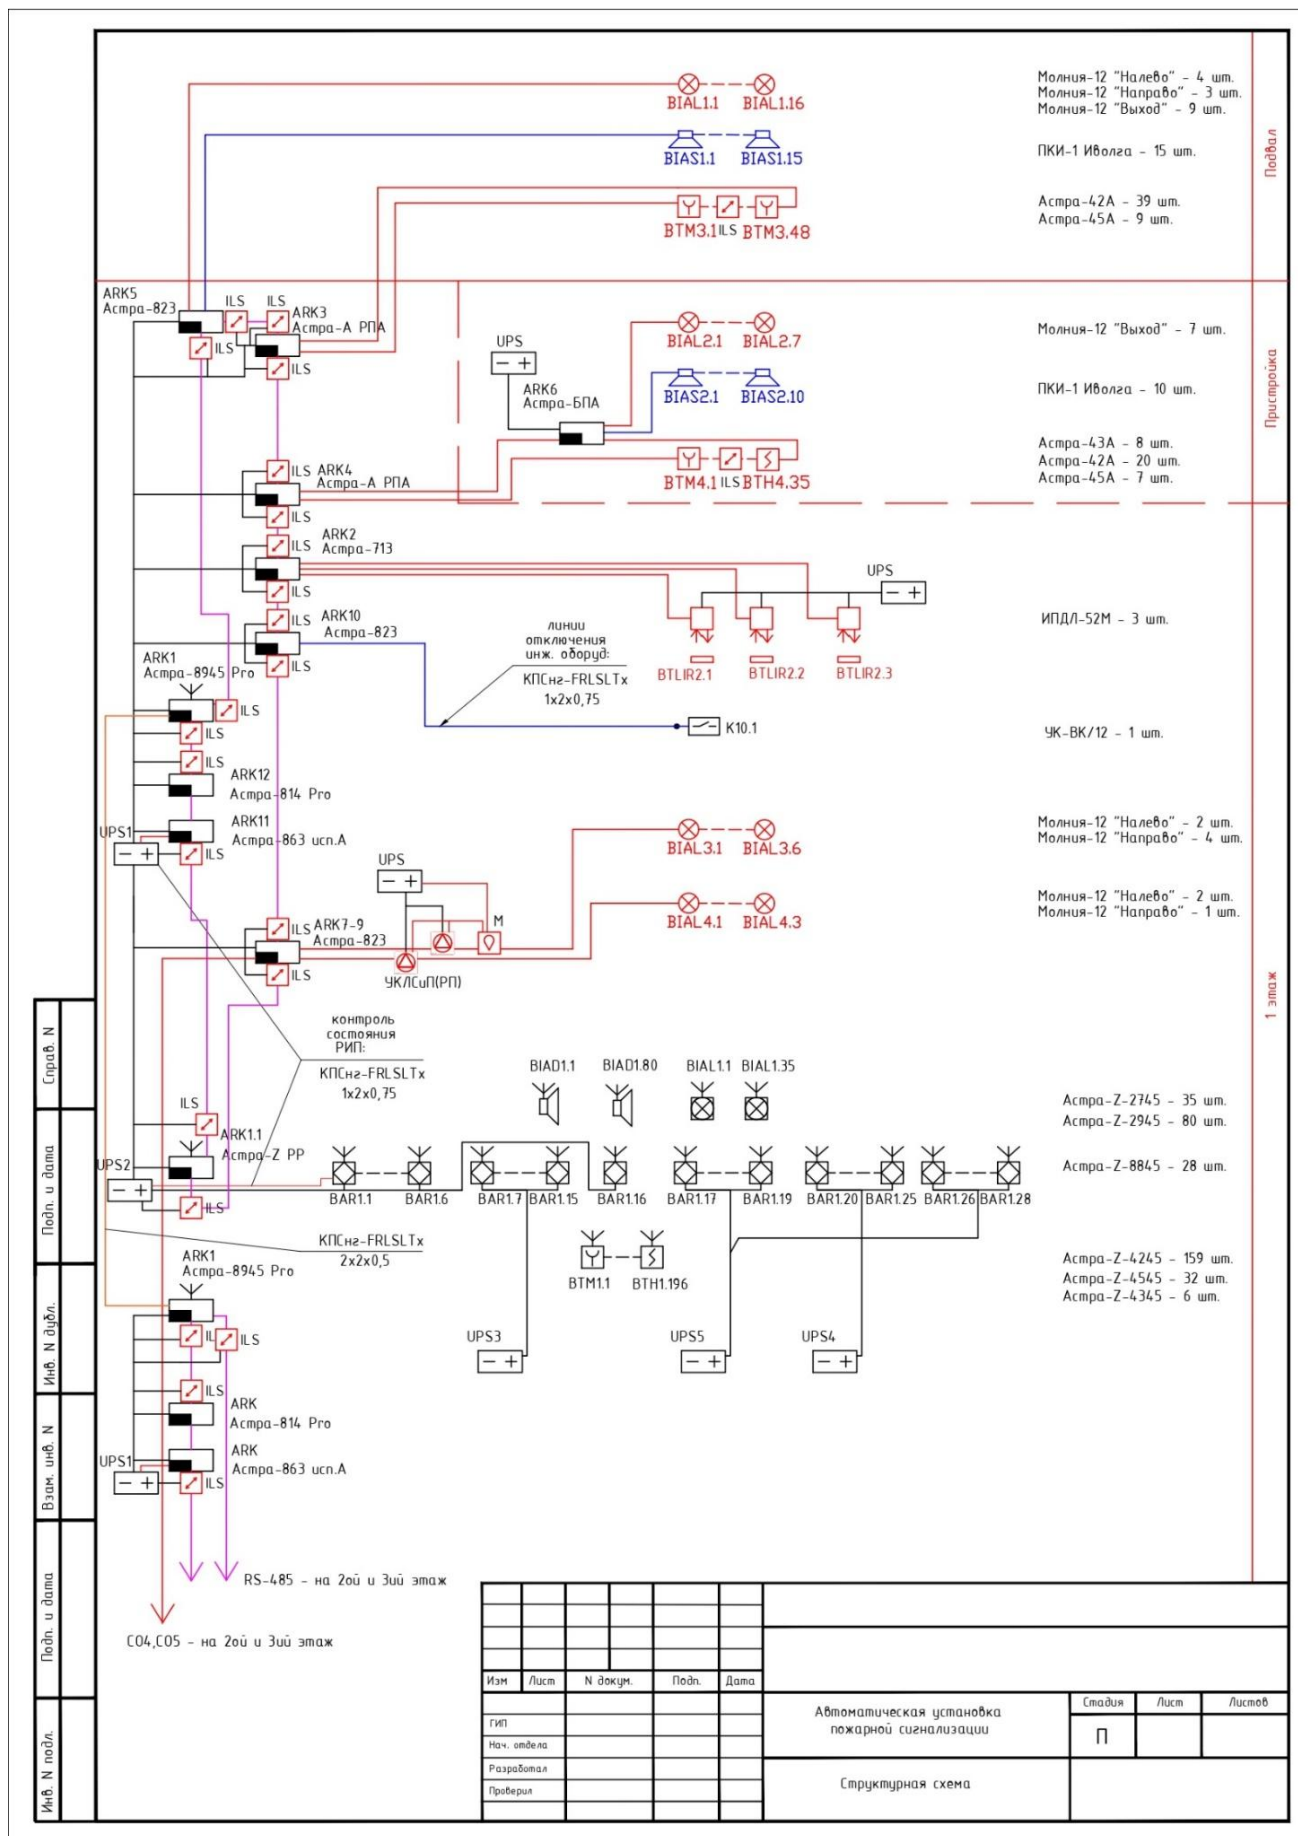 BIAL1.1 BIAL1.16
Молния-12 "Налево" - 4 шт.
Молния-12 "Направо" - 3 шт.
Молния-12 "Выход" - 9 шт.
BIAS1.1 BIAS1.15
ПКИ-1 Иволга - 15 шт.
BTM3.1 ILS BTM3.48
Астра-42А - 39 шт.
Астра-45А - 9 шт.
Подвал
ARK5
Астра-823
ILS
ILS
ILS
ARK3
Астра-А РПА
ILS
UPS
ARK6
Астра-БПА
BIAL2.1 BIAL2.7
Молния-12 "Выход" - 7 шт.
BIAS2.1 BIAS2.10
ПКИ-1 Иволга - 10 шт.
BTM4.1 ILS BTH4.35
Астра-43А - 8 шт.
Астра-42А - 20 шт.
Астра-45А - 7 шт.
Пристройка
ILS
ARK4
Астра-А РПА
ILS
ILS
ARK2
Астра-713
ILS
UPS
BTLIR2.1 BTLIR2.2 BTLIR2.3
ИПДЛ-52М - 3 шт.
ILS
ARK10
Астра-823
ILS
линии
отключения
инж. оборуд:
КПСнг-FRLSLTx
1х2х0,75
K10.1
УК-ВК/12 - 1 шт.
ARK1
Астра-8945 Pro
ILS
ILS
ILS
ARK12
Астра-814 Pro
UPS1
ARK11
Астра-863 исп.А
ILS
BIAL3.1 BIAL3.6
Молния-12 "Налево" - 2 шт.
Молния-12 "Направо" - 4 шт.
UPS
M
УКЛСиП(РП)
BIAL4.1 BIAL4.3
Молния-12 "Налево" - 2 шт.
Молния-12 "Направо" - 1 шт.
ILS
ARK7-9
Астра-823
ILS
1 этаж
контроль
состояния
РИП:
КПСнг-FRLSLTx
1х2х0,75
BIAD1.1 BIAD1.80 BIAL1.1 BIAL1.35
Астра-Z-2745 - 35 шт.
Астра-Z-2945 - 80 шт.
ILS
ARK1.1
Астра-Z РР
UPS2
ILS
BAR1.1 BAR1.6 BAR1.7 BAR1.15 BAR1.16 BAR1.17 BAR1.19 BAR1.20 BAR1.25 BAR1.26 BAR1.28
Астра-Z-8845 - 28 шт.
КПСнг-FRLSLTx
2х2х0,5
BTM1.1 BTH1.196
Астра-Z-4245 - 159 шт.
Астра-Z-4545 - 32 шт.
Астра-Z-4345 - 6 шт.
ARK1
Астра-8945 Pro
IL
ILS
UPS3
UPS5
UPS4
ILS
ARK
Астра-814 Pro
UPS1
ARK
Астра-863 исп.А
ILS
RS-485 - на 2ой и 3ий этаж
СО4,СО5 - на 2ой и 3ий этаж
Справ. N
Подп. и дата
Инв. N дубл.
Взам. инв. N
Подп. и дата
Инв. N подл.
Изм Лист N докум. Подп. Дата
ГИП
Нач. отдела
Разработал
Проверил
Автоматическая установка
пожарной сигнализации
Стадия Лист Листов
П
Структурная схема